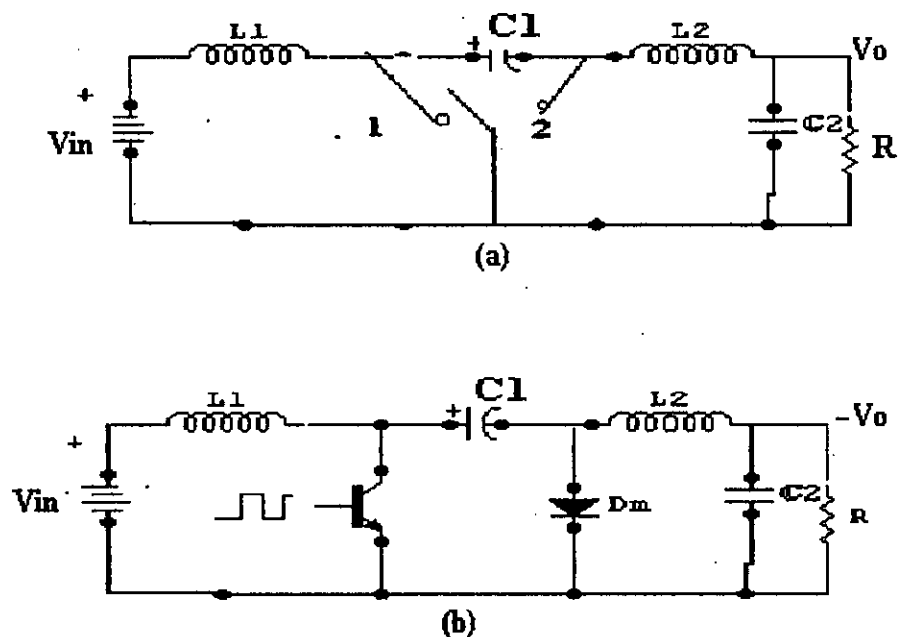 C1
L1
L2
Vo
+
+
Vin
1
2
C2
R
(a)
C1
L1
L2
-Vo
+
+
Vin
Dm
C2
R
(b)